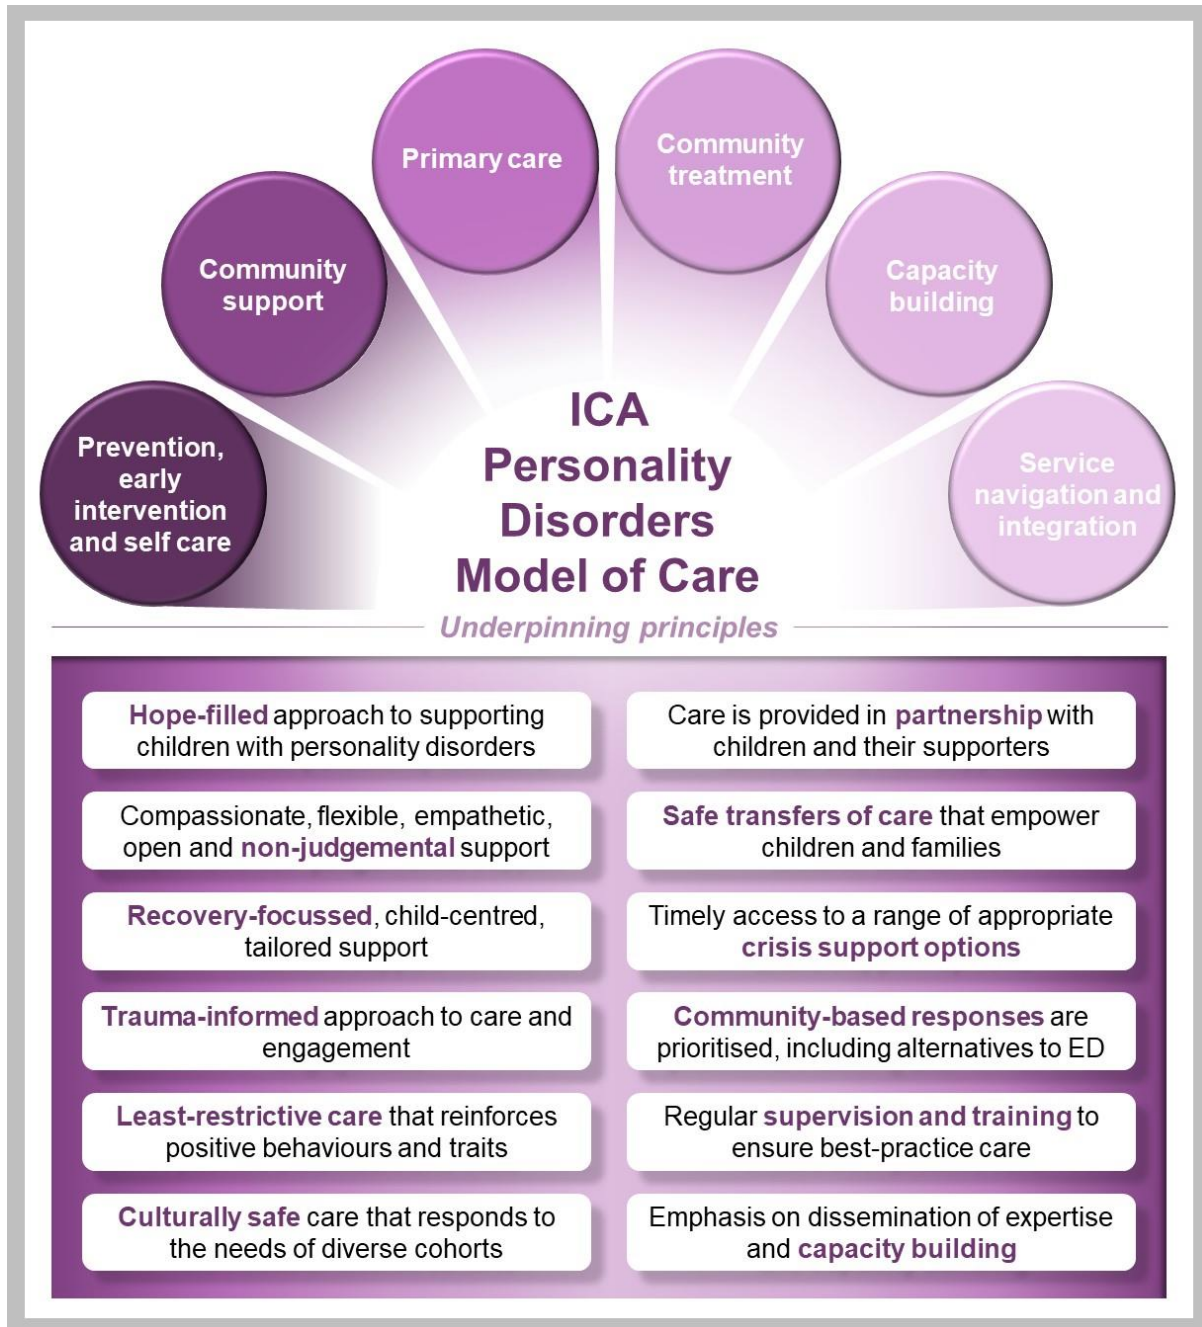 Primary care
Community
treatment
Community
support
Capacity
building
Prevention,
early
intervention
and self care
Service
navigation and
integration
ICA
Personality
Disorders
Model of Care
Underpinning principles
Hope-filled approach to supporting
children with personality disorders
Care is provided in partnership with
children and their supporters
Compassionate, flexible, empathetic,
open and non-judgemental support
Safe transfers of care that empower
children and families
Recovery-focussed, child-centred,
tailored support
Timely access to a range of appropriate
crisis support options
Trauma-informed approach to care and
engagement
Community-based responses are
prioritised, including alternatives to ED
Least-restrictive care that reinforces
positive behaviours and traits
Regular supervision and training to
ensure best-practice care
Culturally safe care that responds to
the needs of diverse cohorts
Emphasis on dissemination of expertise
and capacity building